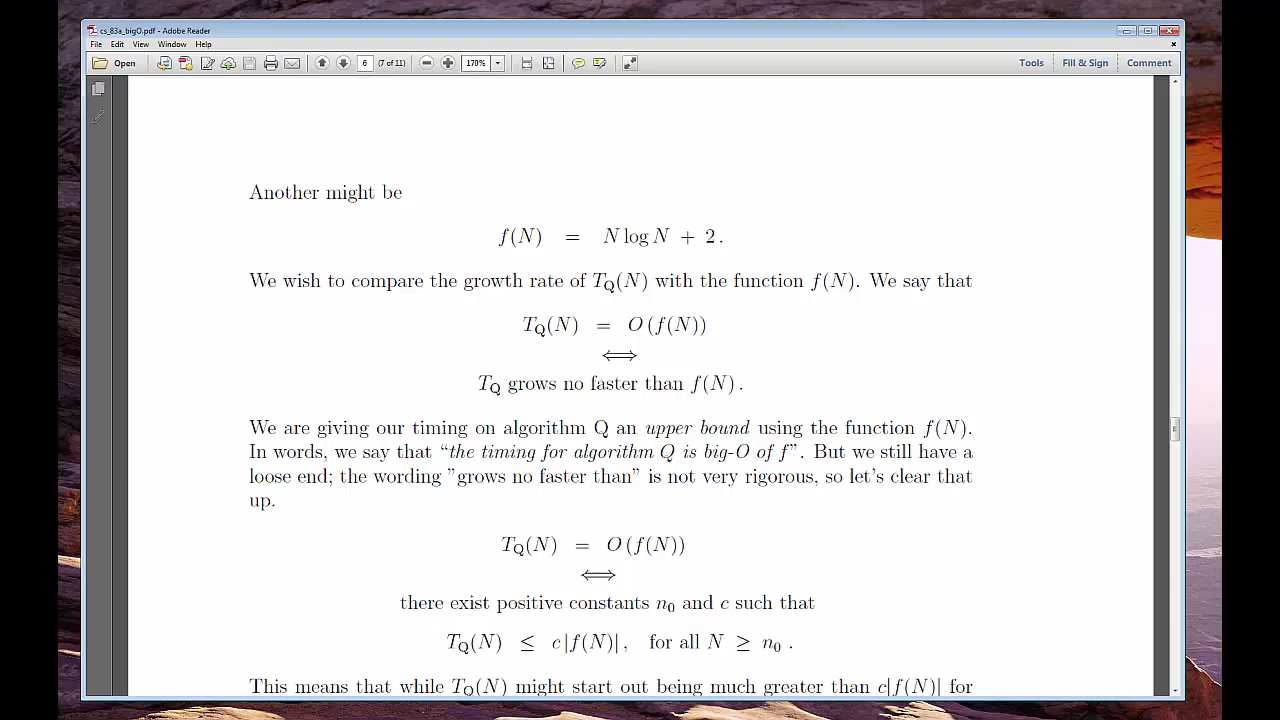 cs_83a_bigO.pdf - Adobe Reader
File Edit View Window Help
Open 6 (7 of 11) 170% Tools Fill & Sign Comment
Another might be
f(N) = N log N + 2 .
We wish to compare the growth rate of T_Q(N) with the function f(N). We say that
T_Q(N) = O (f(N))
⟺
T_Q grows no faster than f(N) .
We are giving our timing on algorithm Q an upper bound using the function f(N).
In words, we say that “the timing for algorithm Q is big-O of f”. But we still have a
loose end; the wording ”grows no faster than” is not very rigorous, so let's clear that
up.
T_Q(N) = O (f(N))
⟺
there exist positive constants n_0 and c such that
T_Q(N) ≤ c |f(N)| , for all N ≥ n_0 .
This means that while T_Q(N) might start out being much greater than c|f(N)| for